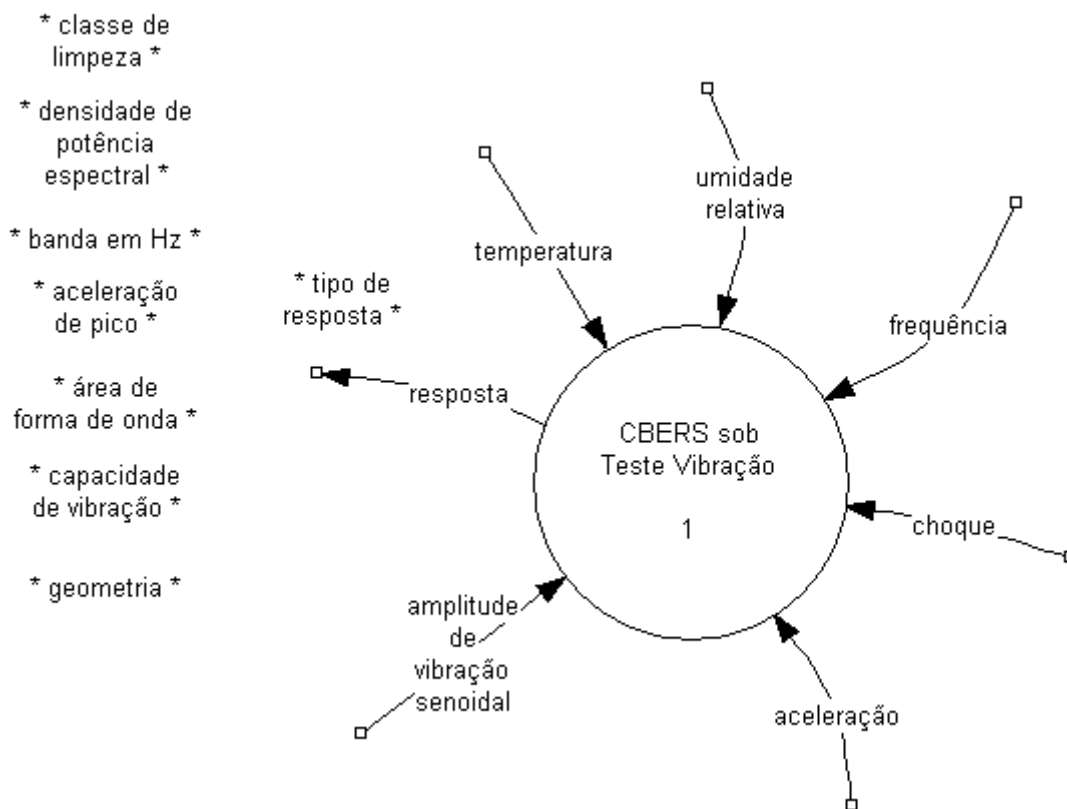 * classe de
limpeza *
* densidade de
potência
espectral *
* banda em Hz *
* aceleração
de pico *
* área de
forma de onda *
* capacidade
de vibração *
* geometria *
* tipo de
resposta *
temperatura
umidade
relativa
frequência
resposta
CBERS sob
Teste Vibração
1
choque
amplitude
de
vibração
senoidal
aceleração